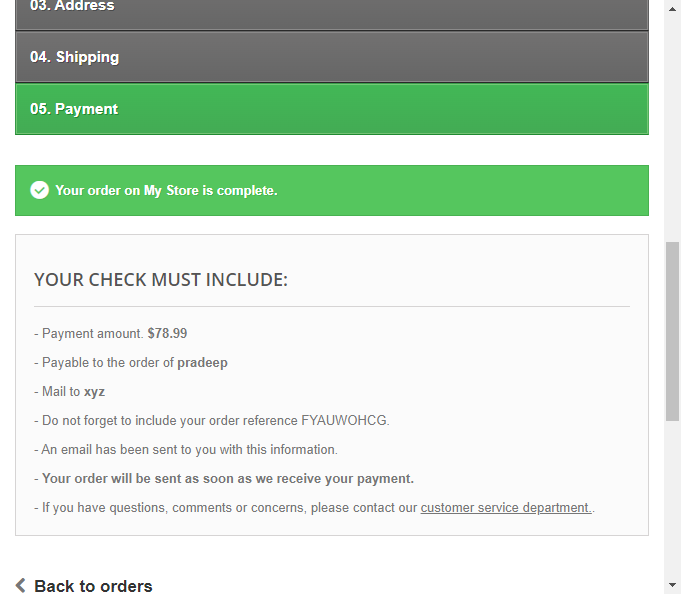 03. Address
04. Shipping
05. Payment
Your order on My Store is complete.
YOUR CHECK MUST INCLUDE:
- Payment amount. $78.99
- Payable to the order of pradeep
- Mail to xyz
- Do not forget to include your order reference FYAUWOHCG.
- An email has been sent to you with this information.
- Your order will be sent as soon as we receive your payment.
- If you have questions, comments or concerns, please contact our customer service department..
Back to orders